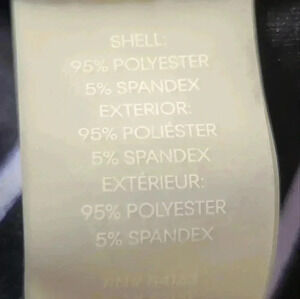 SHELL:
95% POLYESTER
5% SPANDEX
EXTERIOR:
95% POLIÉSTER
5% SPANDEX
EXTÉRIEUR:
95% POLYESTER
5% SPANDEX